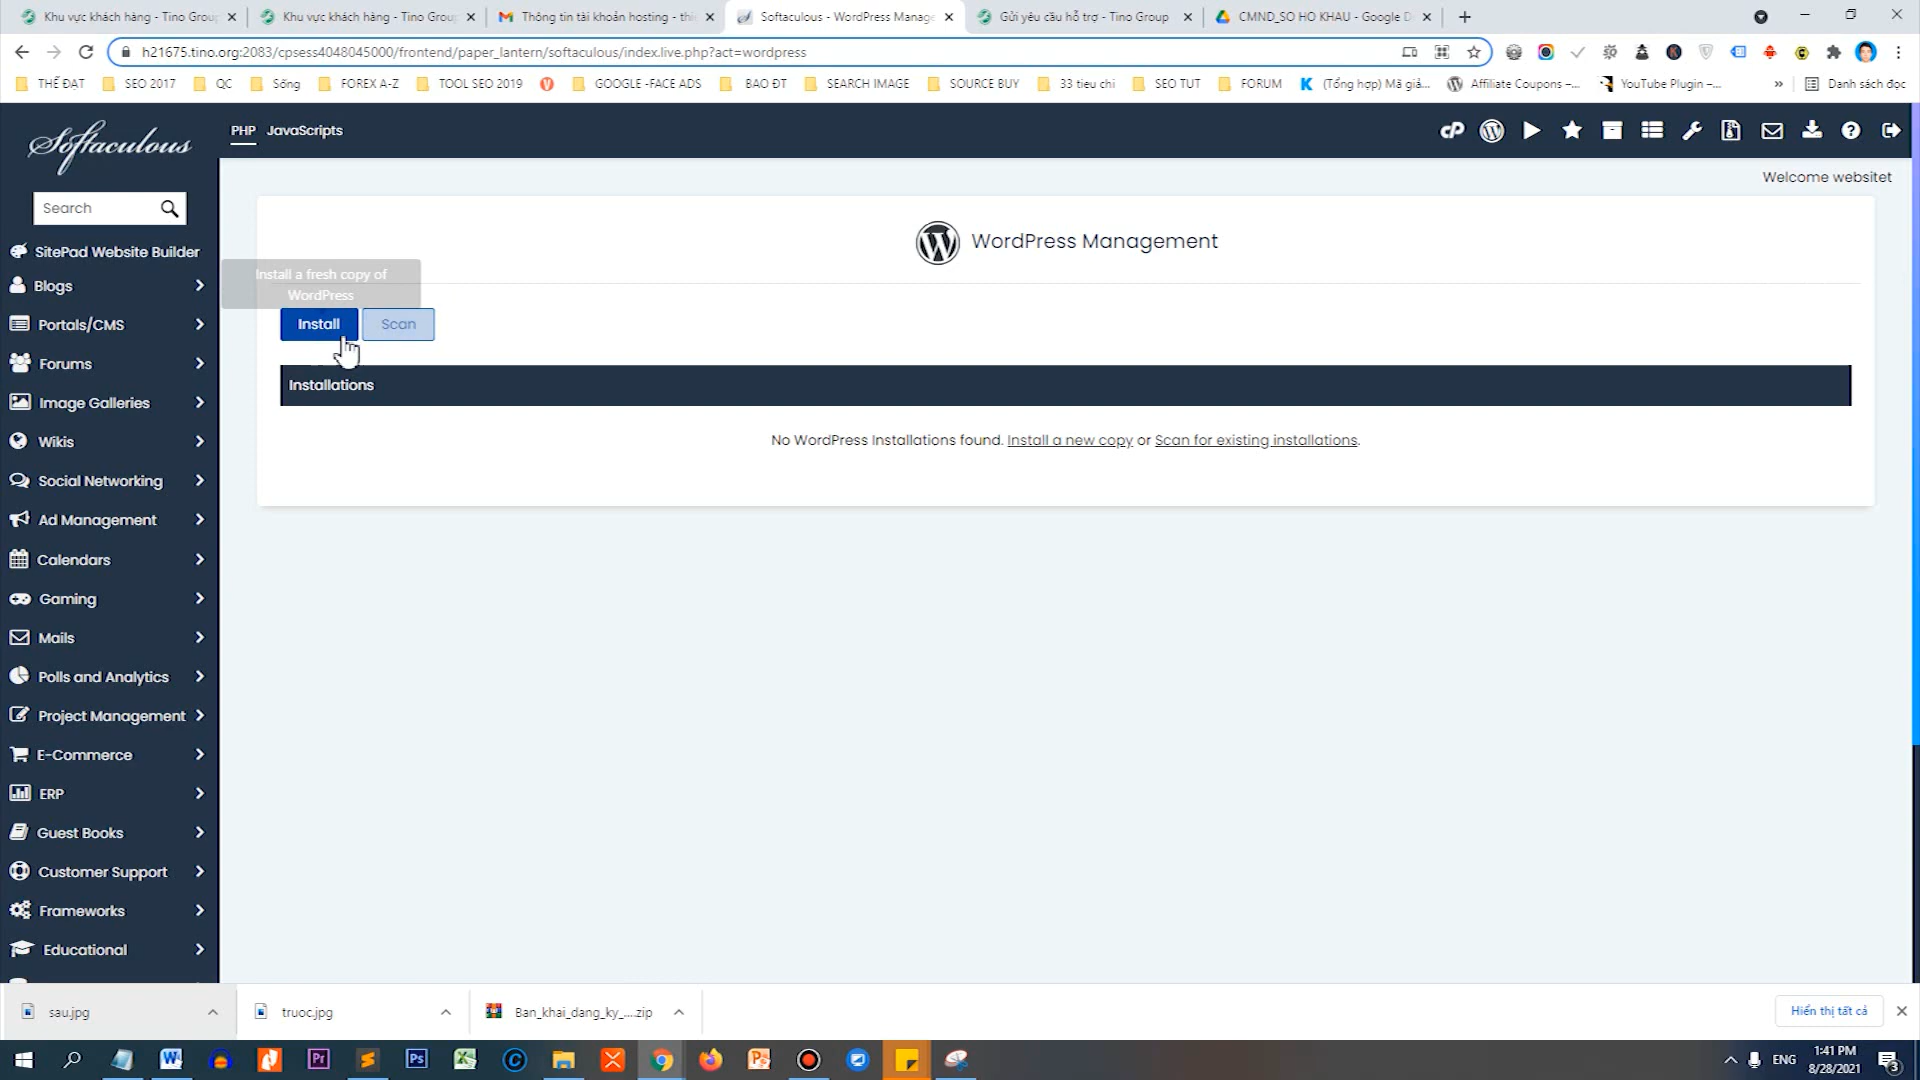 Khu vực khách hàng - Tino Group
Khu vực khách hàng - Tino Group
Thông tin tài khoản hosting - thi
Softaculous - WordPress Manage
Gửi yêu cầu hỗ trợ - Tino Group
CMND_SO HO KHAU - Google D
h21675.tino.org:2083/cpsess4048045000/frontend/paper_lantern/softaculous/index.live.php?act=wordpress
THẾ ĐẠT
SEO 2017
QC
Sống
FOREX A-Z
TOOL SEO 2019
GOOGLE -FACE ADS
BAO ĐT
SEARCH IMAGE
SOURCE BUY
33 tieu chi
SEO TUT
FORUM
(Tổng hợp) Mã giả...
Affiliate Coupons –...
YouTube Plugin –...
»
Danh sách đọc
Softaculous
PHP
JavaScripts
cP
Welcome websitet
Search
WordPress Management
SitePad Website Builder
Blogs
Portals/CMS
Forums
Image Galleries
Wikis
Social Networking
Ad Management
Calendars
Gaming
Mails
Polls and Analytics
Project Management
E-Commerce
ERP
Guest Books
Customer Support
Frameworks
Educational
Install a fresh copy of
WordPress
Install
Scan
Installations
No WordPress Installations found. Install a new copy or Scan for existing installations.
sau.jpg
truoc.jpg
Ban_khai_dang_ky_....zip
Hiển thị tất cả
ENG
1:41 PM
8/28/2021
3